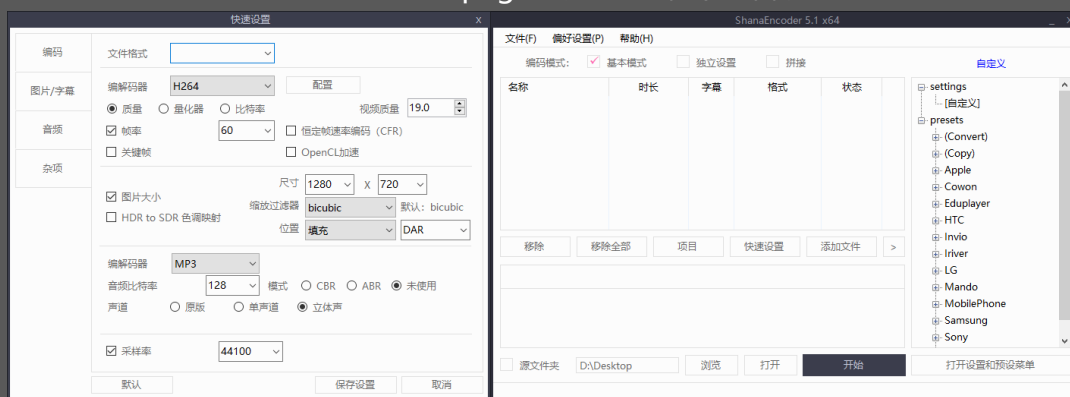 快速设置 X
编码
图片/字幕
音频
杂项
文件格式
编解码器 H264 配置
质量 量化器 比特率 视频质量 19.0
帧率 60 恒定帧速率编码（CFR）
关键帧 OpenCL加速
尺寸 1280 X 720
图片大小
缩放过滤器 bicubic 默认：bicubic
HDR to SDR 色调映射
位置 填充 DAR
编解码器 MP3
音频比特率 128 模式 CBR ABR 未使用
声道 原版 单声道 立体声
采样率 44100
默认 保存设置 取消
ShanaEncoder 5.1 x64
文件(F) 偏好设置(P) 帮助(H)
编码模式： 基本模式 独立设置 拼接 自定义
名称 时长 字幕 格式 状态
移除 移除全部 项目 快速设置 添加文件 >
源文件夹 D:\Desktop 浏览 打开 开始
settings
[自定义]
presets
(Convert)
(Copy)
Apple
Cowon
Eduplayer
HTC
Invio
Iriver
LG
Mando
MobilePhone
Samsung
Sony
打开设置和预设菜单